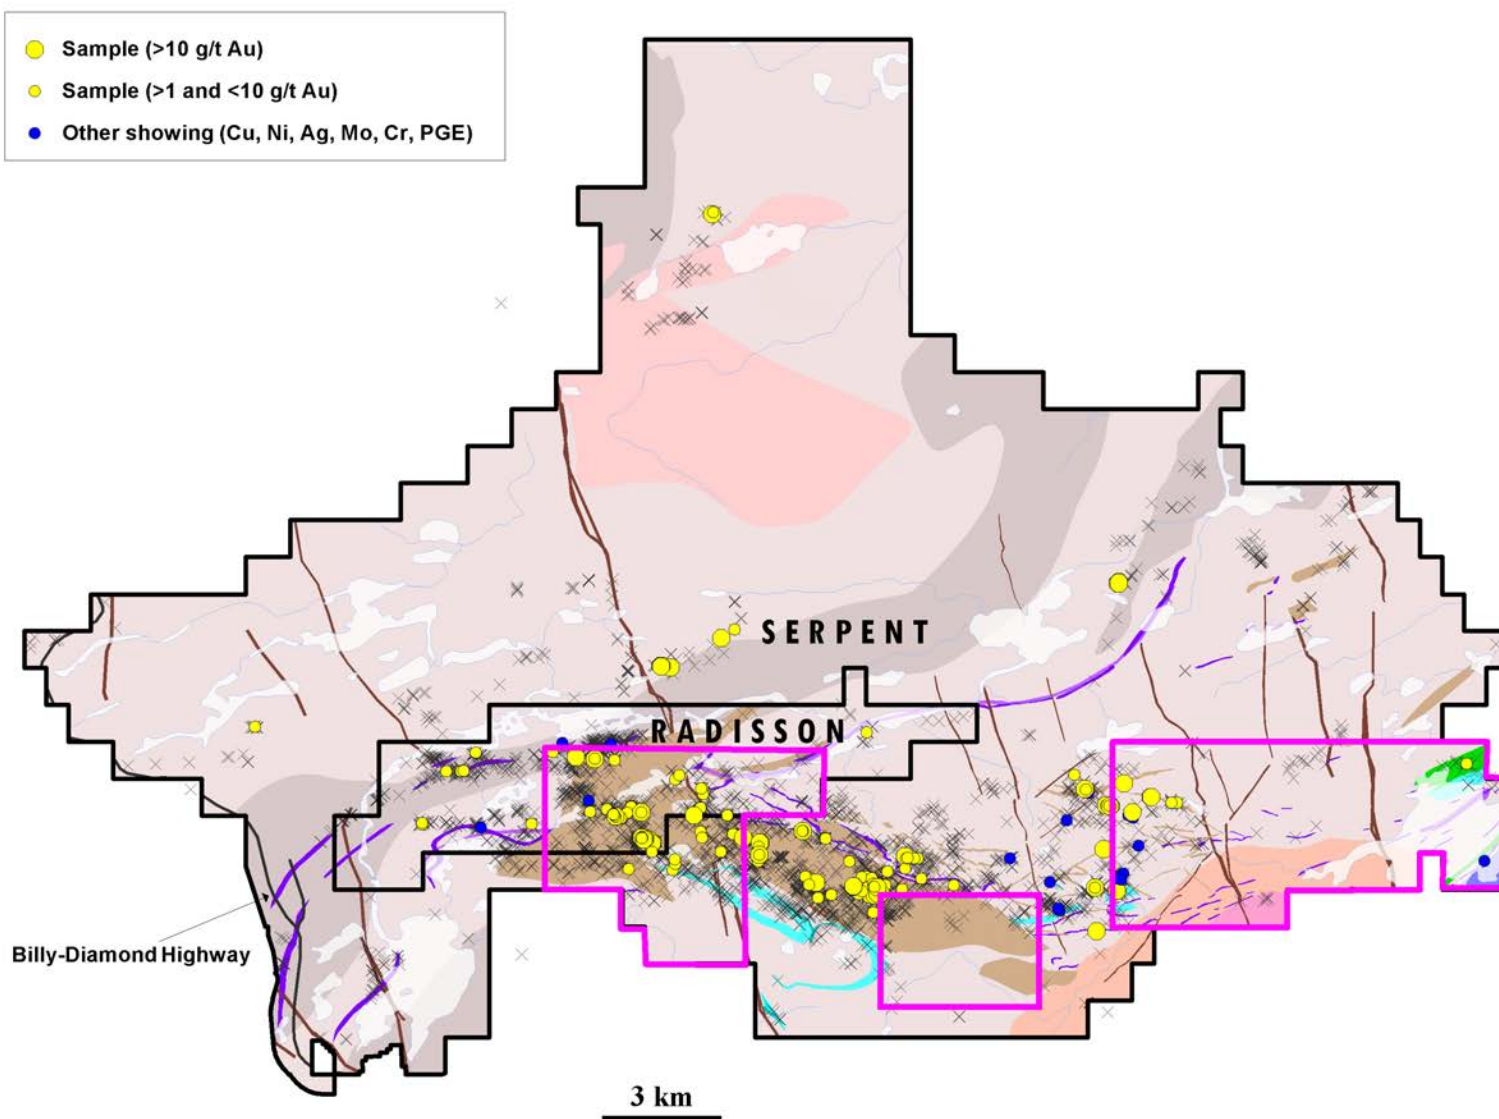 Sample (>10 g/t Au)
Sample (>1 and <10 g/t Au)
Other showing (Cu, Ni, Ag, Mo, Cr, PGE)
SERPENT
RADISSON
Billy-Diamond Highway
3 km